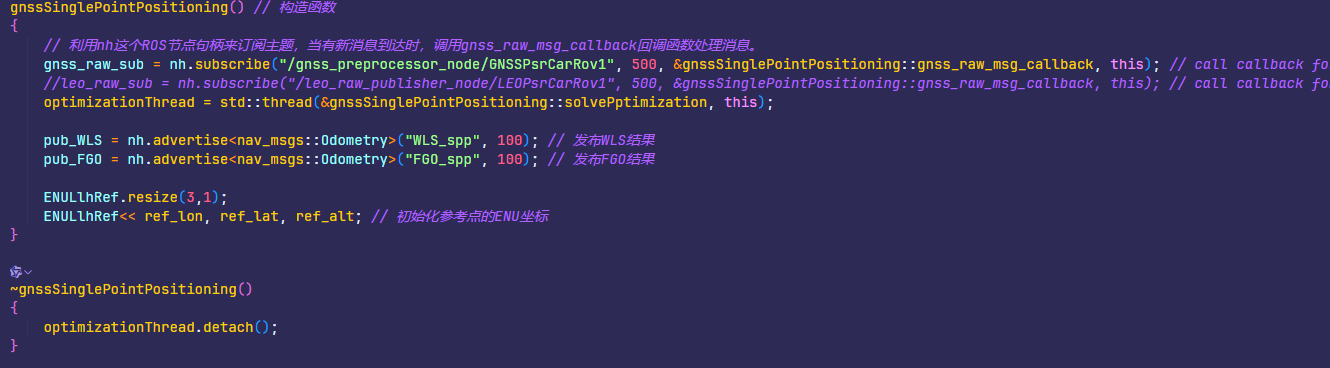 gnssSinglePointPositioning() // 构造函数
{
// 利用nh这个ROS节点句柄来订阅主题，当有新消息到达时，调用gnss_raw_msg_callback回调函数处理消息。
gnss_raw_sub = nh.subscribe("/gnss_preprocessor_node/GNSSPsrCarRov1", 500, &gnssSinglePointPositioning::gnss_raw_msg_callback, this); // call callback fo
//leo_raw_sub = nh.subscribe("/leo_raw_publisher_node/LEOPsrCarRov1", 500, &gnssSinglePointPositioning::gnss_raw_msg_callback, this); // call callback fo
optimizationThread = std::thread(&gnssSinglePointPositioning::solvePptimization, this);
pub_WLS = nh.advertise<nav_msgs::Odometry>("WLS_spp", 100); // 发布WLS结果
pub_FGO = nh.advertise<nav_msgs::Odometry>("FGO_spp", 100); // 发布FGO结果
ENULlhRef.resize(3,1);
ENULlhRef<< ref_lon, ref_lat, ref_alt; // 初始化参考点的ENU坐标
}
~gnssSinglePointPositioning()
{
optimizationThread.detach();
}